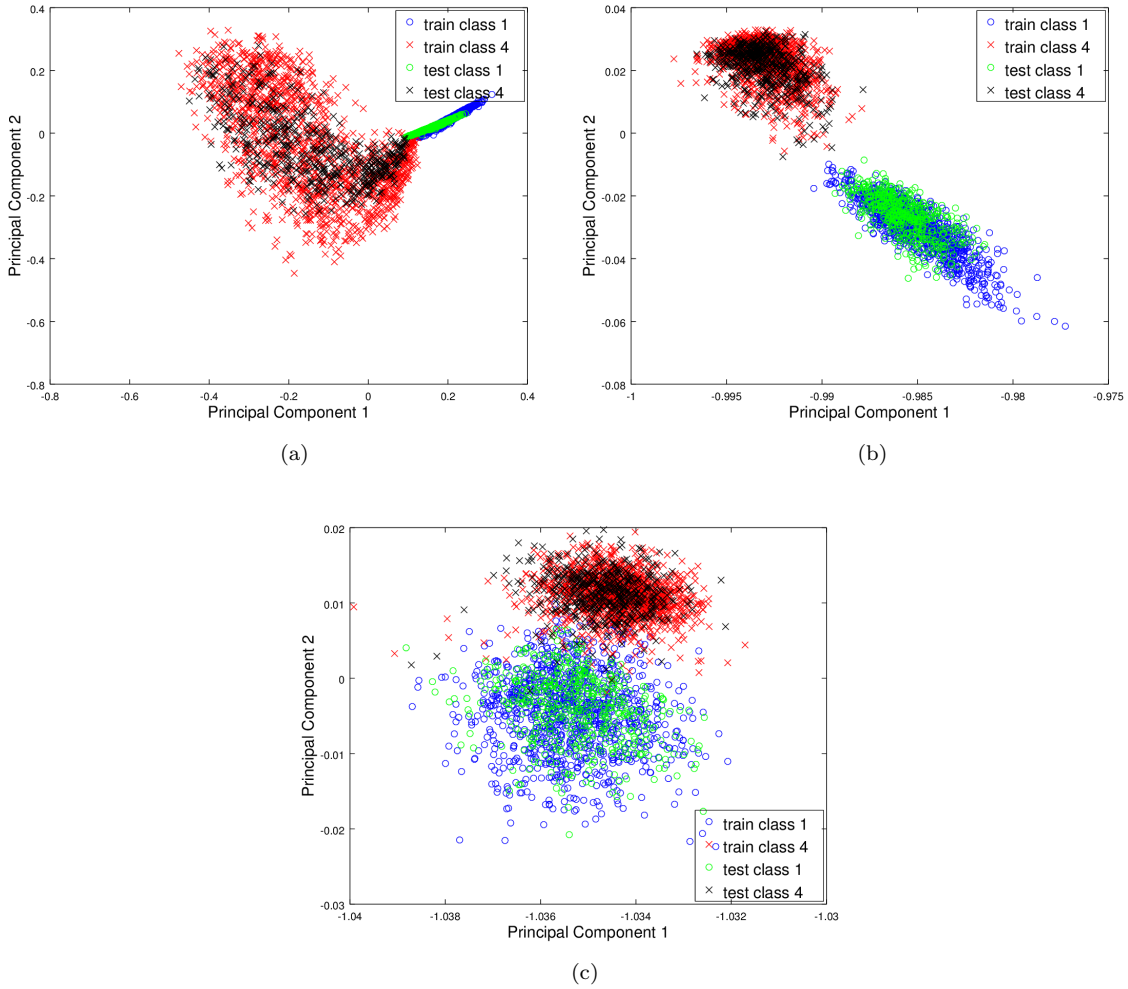 0.4
0.2
0
-0.2
-0.4
-0.6
-0.8
Principal Component 2
-0.8
-0.6
-0.4
-0.2
0
0.2
0.4
Principal Component 1
train class 1
train class 4
test class 1
test class 4
(a)
0.04
0.02
0
-0.02
-0.04
-0.06
-0.08
Principal Component 2
-1
-0.995
-0.99
-0.985
-0.98
-0.975
Principal Component 1
train class 1
train class 4
test class 1
test class 4
(b)
0.02
0.01
0
-0.01
-0.02
-0.03
Principal Component 2
-1.04
-1.038
-1.036
-1.034
-1.032
-1.03
Principal Component 1
train class 1
train class 4
test class 1
test class 4
(c)